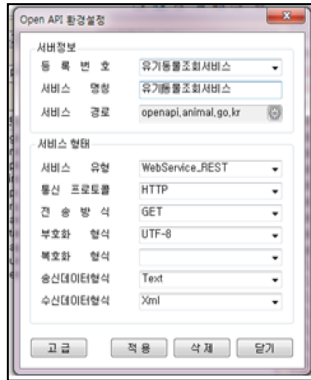 Open API 환경설정
서버정보
등 록 번 호 유기동물조회서비스
서비스 명칭 유기동물조회서비스
서비스 경로 openapi.animal.go.kr
서비스 형태
서비스 유형 WebService_REST
통신 프로토콜 HTTP
전 송 방 식 GET
부호화 형식 UTF-8
복호화 형식
송신데이터형식 Text
수신데이터형식 Xml
고급 적용 삭제 닫기